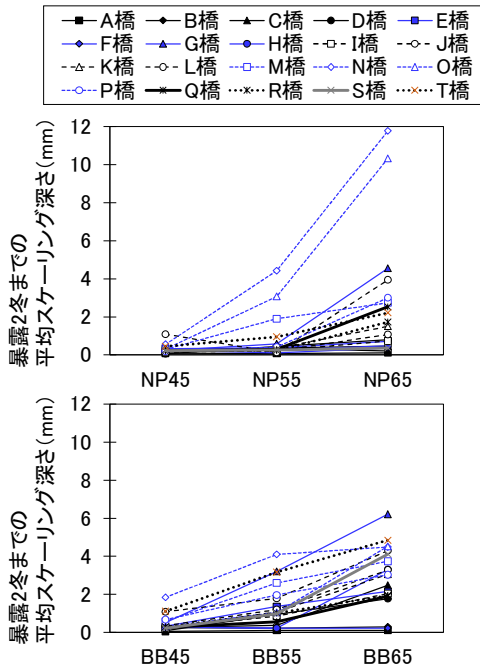 A橋 B橋 C橋 D橋 E橋
F橋 G橋 H橋 I橋 J橋
K橋 L橋 M橋 N橋 O橋
P橋 Q橋 R橋 S橋 T橋
暴露2冬までの
平均スケーリング深さ(mm)
12
10
8
6
4
2
0
NP45 NP55 NP65
暴露2冬までの
平均スケーリング深さ(mm)
12
10
8
6
4
2
0
BB45 BB55 BB65